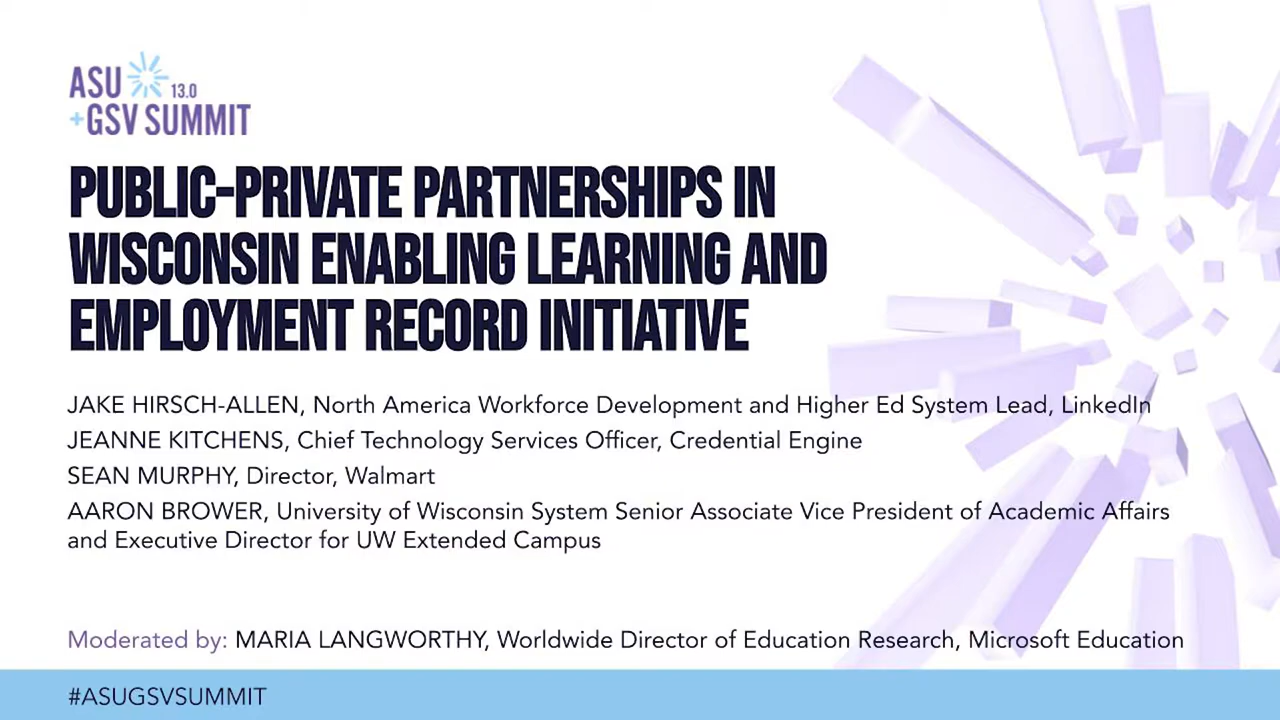 ASU 13.0
+GSV SUMMIT
PUBLIC-PRIVATE PARTNERSHIPS IN
WISCONSIN ENABLING LEARNING AND
EMPLOYMENT RECORD INITIATIVE
JAKE HIRSCH-ALLEN, North America Workforce Development and Higher Ed System Lead, LinkedIn
JEANNE KITCHENS, Chief Technology Services Officer, Credential Engine
SEAN MURPHY, Director, Walmart
AARON BROWER, University of Wisconsin System Senior Associate Vice President of Academic Affairs
and Executive Director for UW Extended Campus
Moderated by: MARIA LANGWORTHY, Worldwide Director of Education Research, Microsoft Education
#ASUGSVSUMMIT